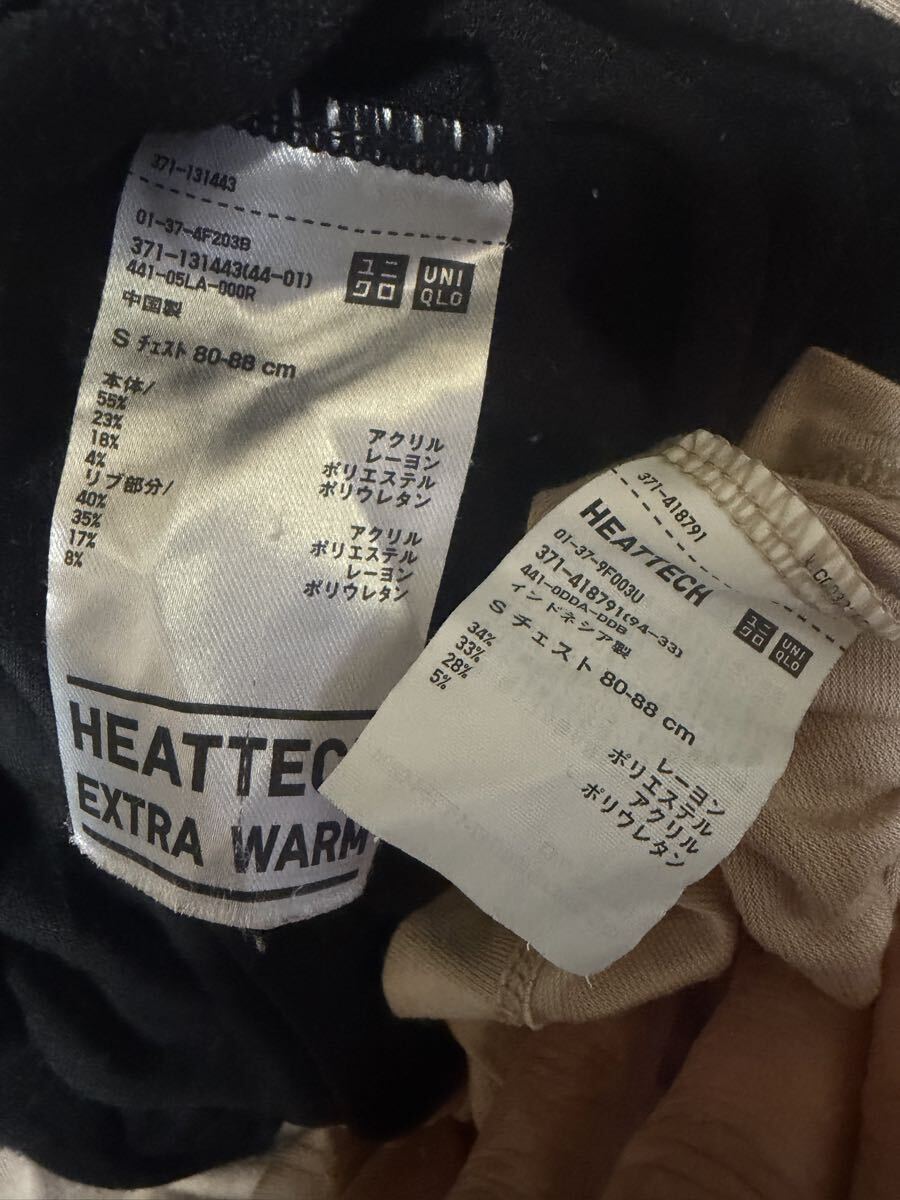 371-131443
01-37-4F203B
371-131443(44-01)
441-05LA-000R
中国製
ユニクロ
UNIQLO
S チェスト 80-88 cm
本体/
55% アクリル
23% レーヨン
18% ポリエステル
4% ポリウレタン
リブ部分/
40% アクリル
35% ポリエステル
17% レーヨン
8% ポリウレタン
HEATTEC
EXTRA WARM
371-418791
HEATTECH
01-37-9F003U
371-418791(94-33)
441-0DDA-DDB
インドネシア製
ユニクロ
UNIQLO
S チェスト 80-88 cm
34% レーヨン
33% ポリエステル
28% アクリル
5% ポリウレタン